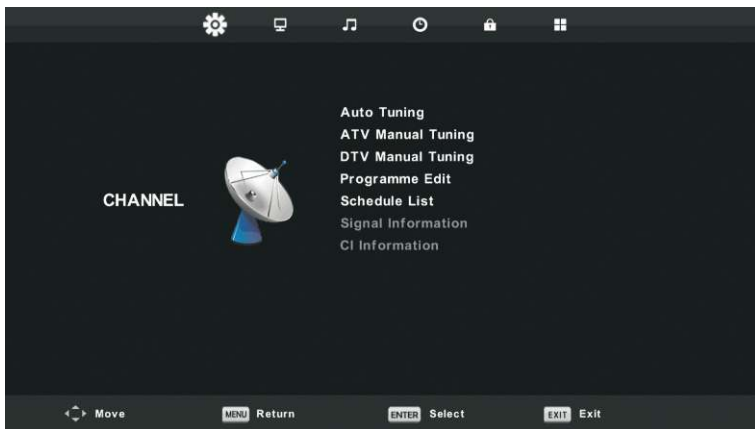 Auto Tuning
ATV Manual Tuning
DTV Manual Tuning
Programme Edit
CHANNEL
Schedule List
Signal Information
CI Information
Move
MENU Return
ENTER Select
EXIT Exit